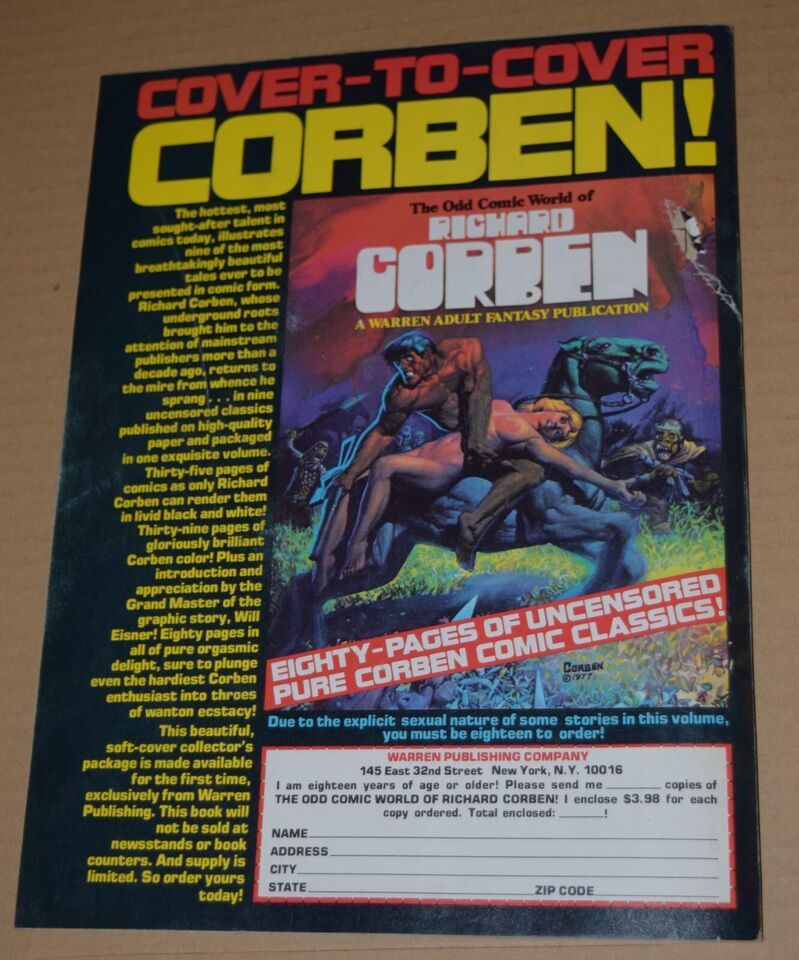 COVER-TO-COVER
CORBEN!
The hottest, most
sought-after talent in
comics today, illustrates
nine of the most
breathtakingly beautiful
tales ever to be
presented in comic form.
Richard Corben, whose
underground roots
brought him to the
attention of mainstream
publishers more than a
decade ago, returns to
the mire from whence he
sprang . . . in nine
uncensored classics
published on high-quality
paper and packaged
in one exquisite volume.
Thirty-five pages of
comics as only Richard
Corben can render them
in livid black and white!
Thirty-nine pages of
gloriously brilliant
Corben color! Plus an
introduction and
appreciation by the
Grand Master of the
graphic story, Will
Eisner! Eighty pages in
all of pure orgasmic
delight, sure to plunge
even the hardiest Corben
enthusiast into throes
of wanton ecstacy!
This beautiful,
soft-cover collector's
package is made available
for the first time,
exclusively from Warren
Publishing. This book will
not be sold at
newsstands or book
counters. And supply is
limited. So order yours
today!
The Odd Comic World of
RICHARD
CORBEN
A WARREN ADULT FANTASY PUBLICATION
EIGHTY-PAGES OF UNCENSORED
PURE CORBEN COMIC CLASSICS!
CORBEN
©1977
Due to the explicit sexual nature of some stories in this volume,
you must be eighteen to order!
WARREN PUBLISHING COMPANY
145 East 32nd Street New York, N.Y. 10016
I am eighteen years of age or older! Please send me ______ copies of
THE ODD COMIC WORLD OF RICHARD CORBEN! I enclose $3.98 for each
copy ordered. Total enclosed: ______!
NAME
ADDRESS
CITY
STATE ZIP CODE